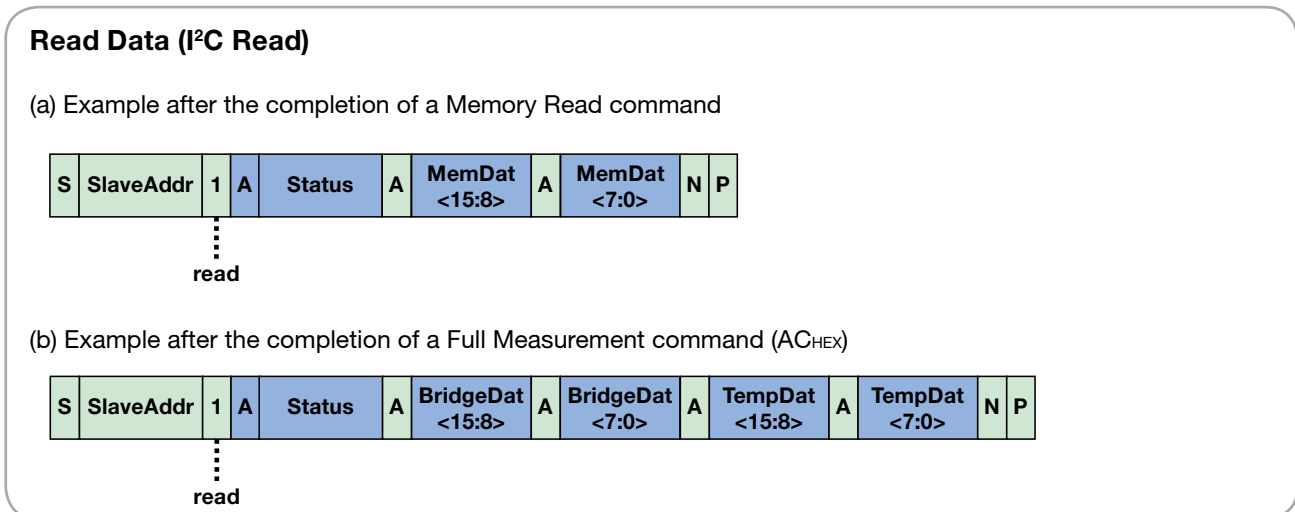 Read Data (I²C Read)
(a) Example after the completion of a Memory Read command
S SlaveAddr 1 A Status A MemDat <15:8> A MemDat <7:0> N P
read
(b) Example after the completion of a Full Measurement command (ACHEX)
S SlaveAddr 1 A Status A BridgeDat <15:8> A BridgeDat <7:0> A TempDat <15:8> A TempDat <7:0> N P
read